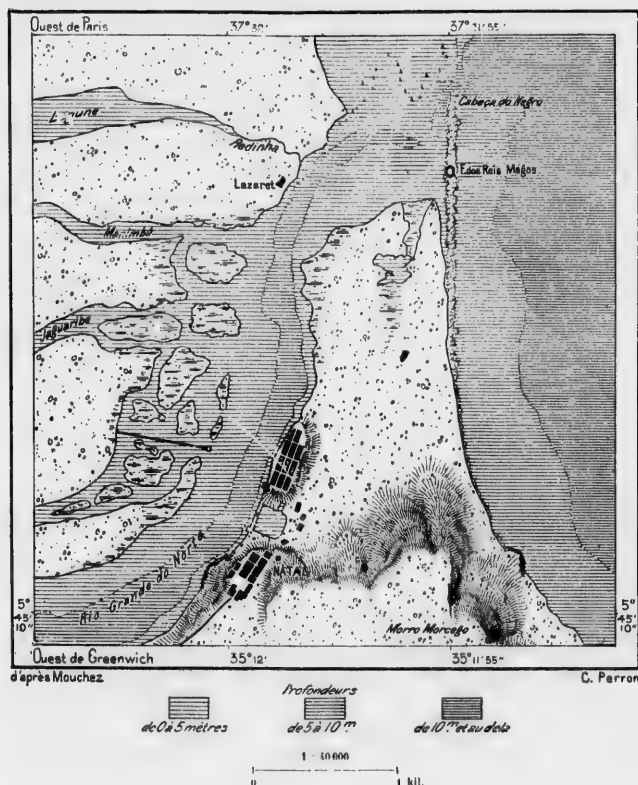 Ouest de Paris
37°30'
37°31'55"
Cabeça do Negro
Redinha
F. dos Reis Magos
Lazaret
Jaguaribe
Rio Grande do Norte
NATAL
5°
45'
10"
5°
45'
10"
Morro Morcego
Ouest de Greenwich
35°12'
35°11'55"
d'après Mouchez
C. Perron
Profondeurs
de 0 à 5 mètres
de 5 à 10 m
de 10 m et au delà
1 : 40 000
0
1 kil.